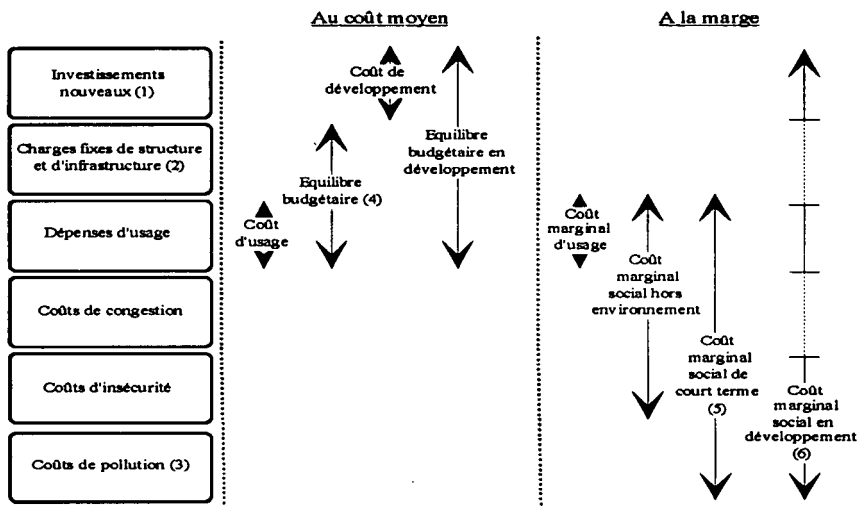 Au coût moyen
A la marge
Investissements
nouveaux (1)
Charges fixes de structure
et d'infrastructure (2)
Dépenses d'usage
Coûts de congestion
Coûts d'insécurité
Coûts de pollution (3)
Coût de
développement
Equilibre
budgétaire en
développement
Equilibre
budgétaire (4)
Coût
d'usage
Coût
marginal
d'usage
Coût
marginal
social hors
environnement
Coût
marginal
social de
court terme
(5)
Coût
marginal
social en
développement
(6)